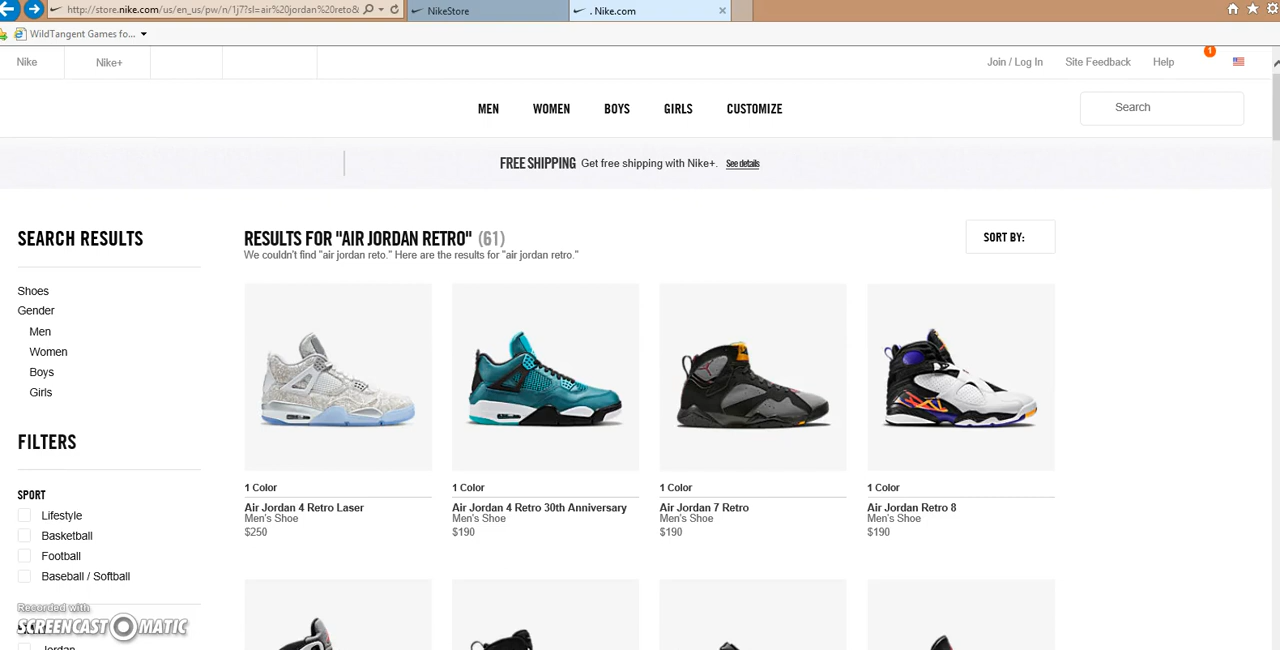 http://store.nike.com/us/en_us/pw/n/1j7?sl=air%20jordan%20reto&
NikeStore
. Nike.com
WildTangent Games fo...
Nike
Nike+
Join / Log In
Site Feedback
Help
1
MEN
WOMEN
BOYS
GIRLS
CUSTOMIZE
Search
FREE SHIPPING Get free shipping with Nike+. See details
SEARCH RESULTS
RESULTS FOR "AIR JORDAN RETRO" (61)
We couldn't find "air jordan reto." Here are the results for "air jordan retro."
SORT BY:
Shoes
Gender
Men
Women
Boys
Girls
FILTERS
SPORT
Lifestyle
Basketball
Football
Baseball / Softball
1 Color
Air Jordan 4 Retro Laser
Men's Shoe
$250
1 Color
Air Jordan 4 Retro 30th Anniversary
Men's Shoe
$190
1 Color
Air Jordan 7 Retro
Men's Shoe
$190
1 Color
Air Jordan Retro 8
Men's Shoe
$190
Recorded with
SCREENCAST MATIC
Jordan